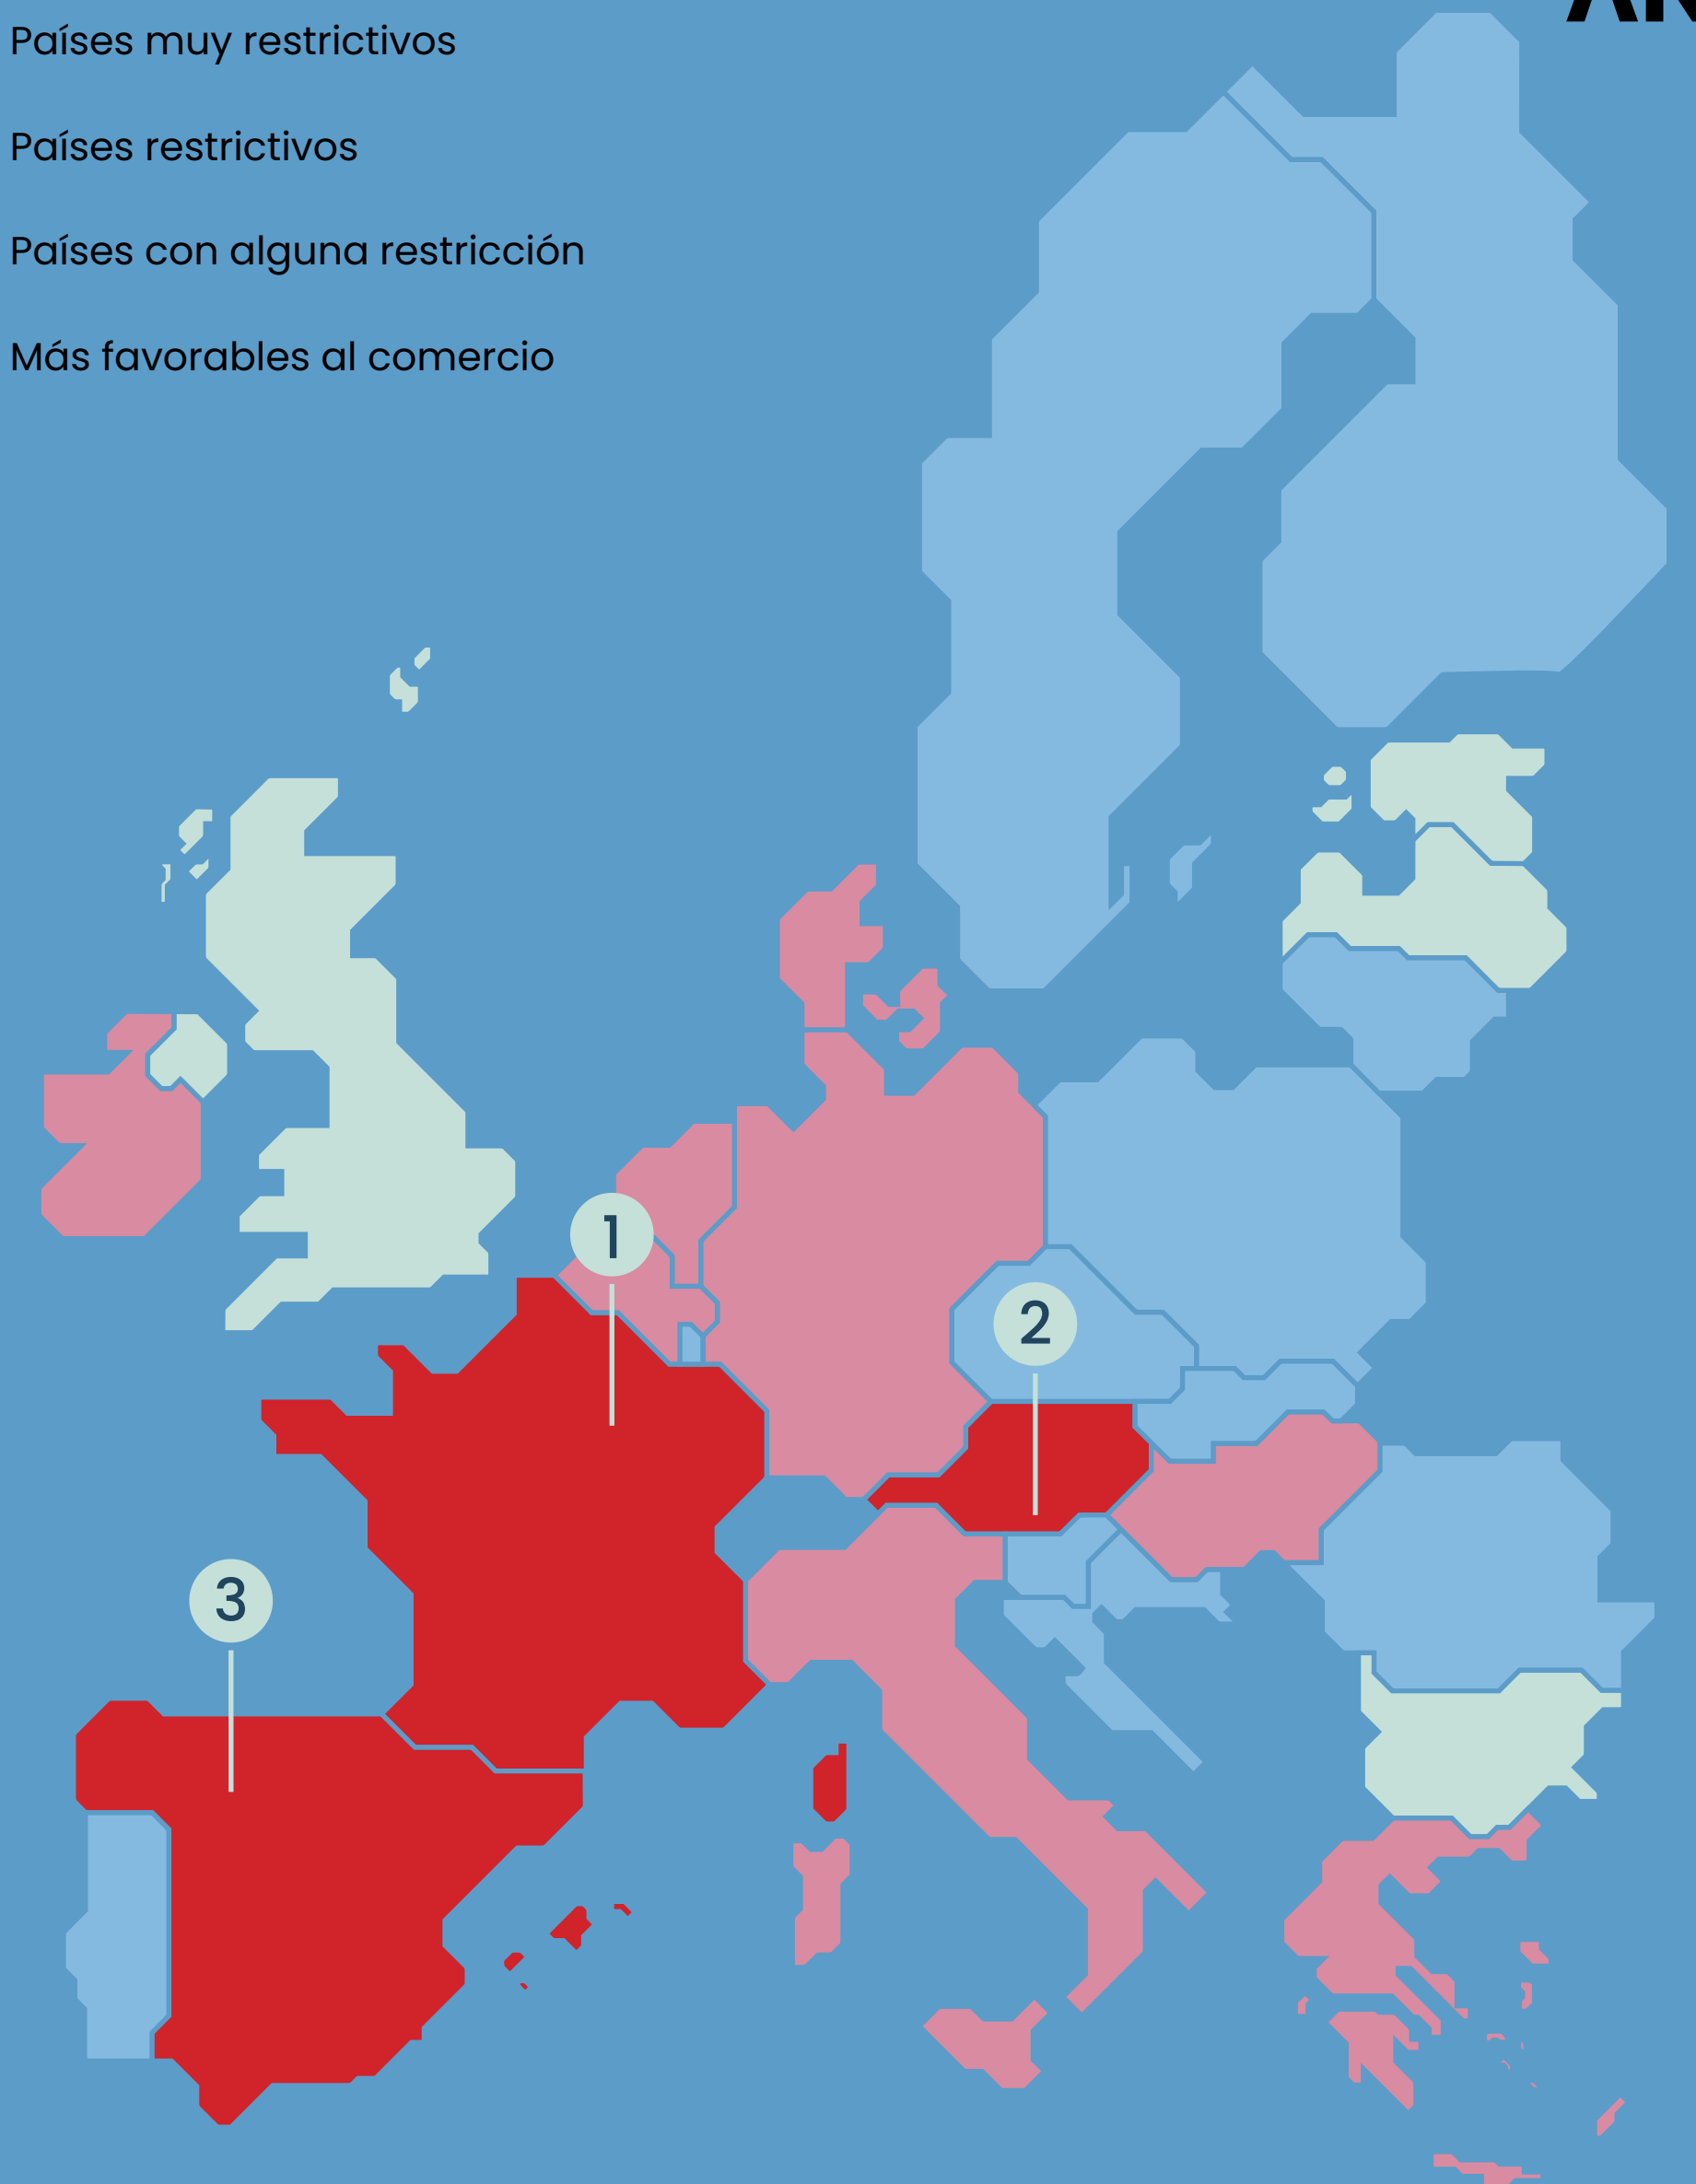 Países muy restrictivos
Países restrictivos
Países con alguna restricción
Más favorables al comercio
1
2
3